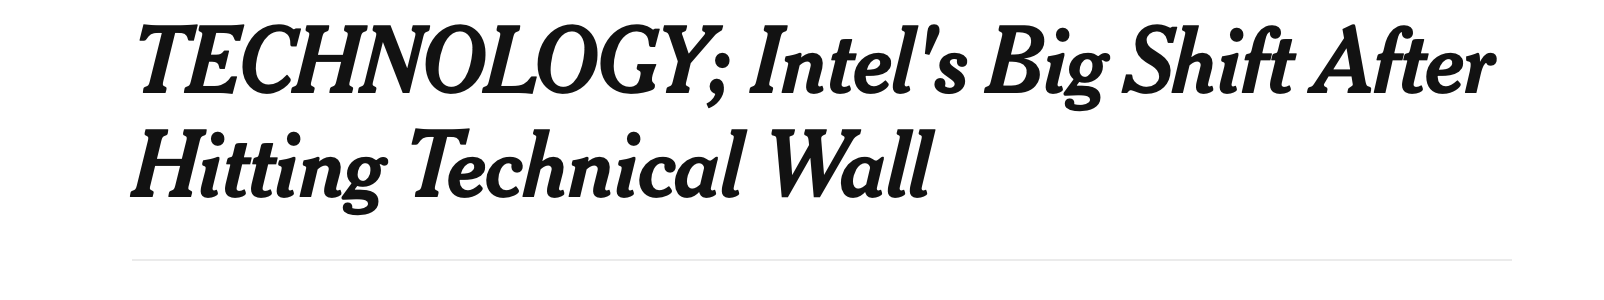 TECHNOLOGY; Intel's Big Shift After
Hitting Technical Wall